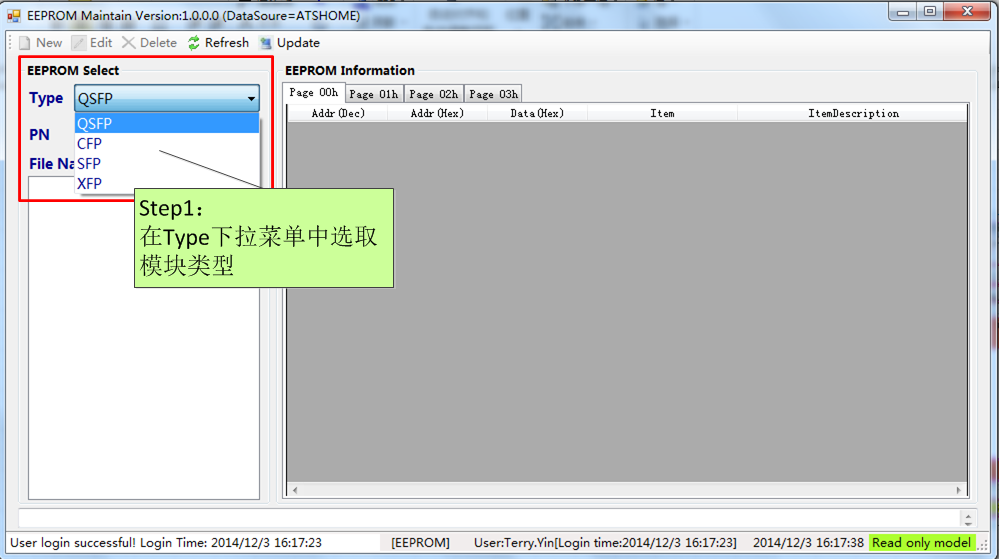 EEPROM Maintain Version:1.0.0.0 (DataSoure=ATSHOME)
New Edit Delete Refresh Update
EEPROM Select
Type QSFP
QSFP
PN CFP
File Na SFP
XFP
Step1：
在Type下拉菜单中选取
模块类型
EEPROM Information
Page 00h Page 01h Page 02h Page 03h
Addr(Dec) Addr(Hex) Data(Hex) Item ItemDescription
User login successful! Login Time: 2014/12/3 16:17:23 [EEPROM] User:Terry.Yin[Login time:2014/12/3 16:17:23] 2014/12/3 16:17:38 Read only model